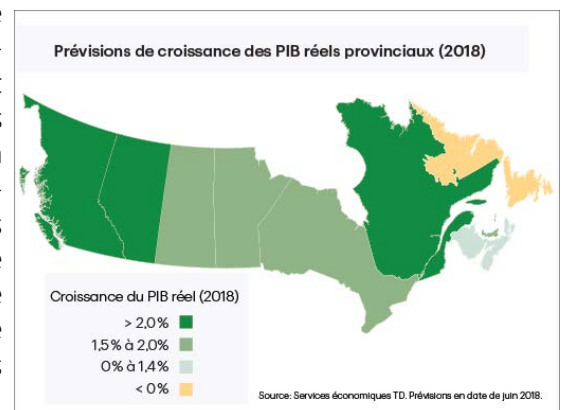 Prévisions de croissance des PIB réels provinciaux (2018)
Croissance du PIB réel (2018)
> 2,0 %
1,5 % à 2,0 %
0 % à 1,4 %
< 0 %
Source: Services économiques TD. Prévisions en date de juin 2018.